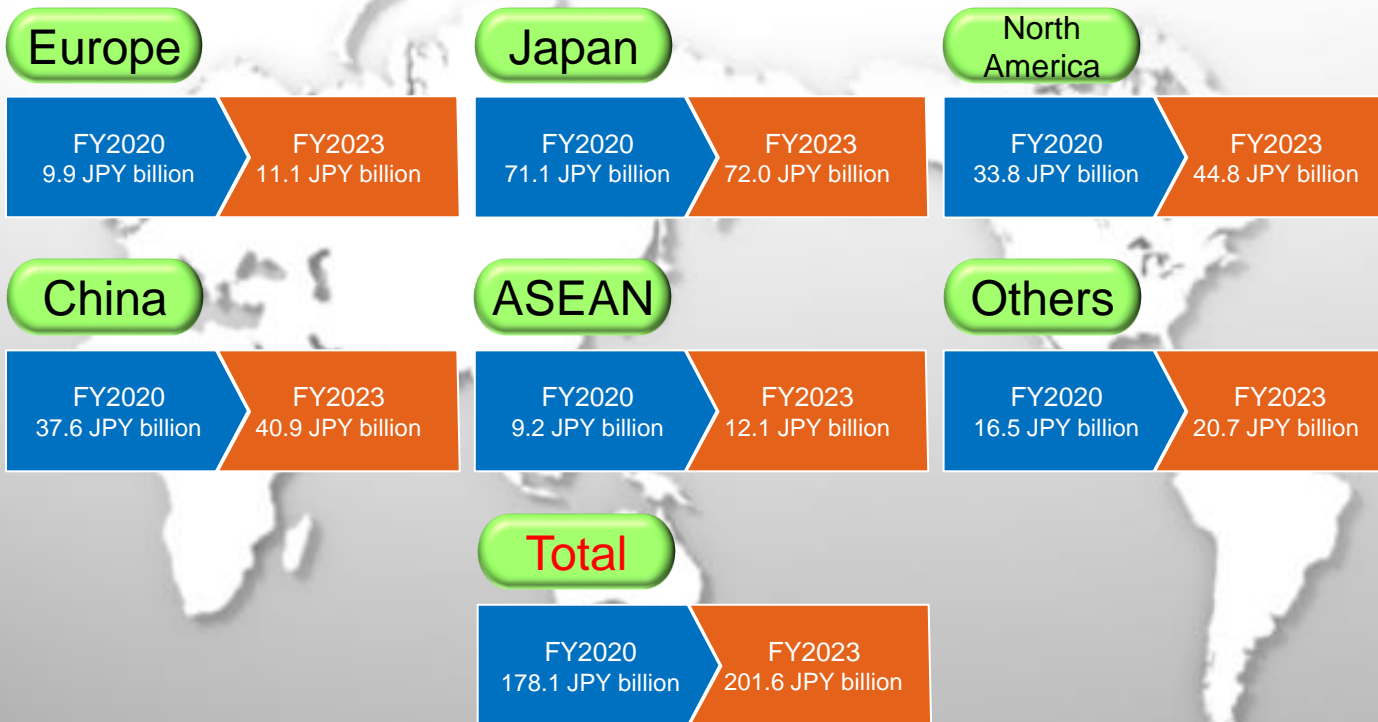 Europe
FY2020
9.9 JPY billion
FY2023
11.1 JPY billion
Japan
FY2020
71.1 JPY billion
FY2023
72.0 JPY billion
North
America
FY2020
33.8 JPY billion
FY2023
44.8 JPY billion
China
FY2020
37.6 JPY billion
FY2023
40.9 JPY billion
ASEAN
FY2020
9.2 JPY billion
FY2023
12.1 JPY billion
Others
FY2020
16.5 JPY billion
FY2023
20.7 JPY billion
Total
FY2020
178.1 JPY billion
FY2023
201.6 JPY billion